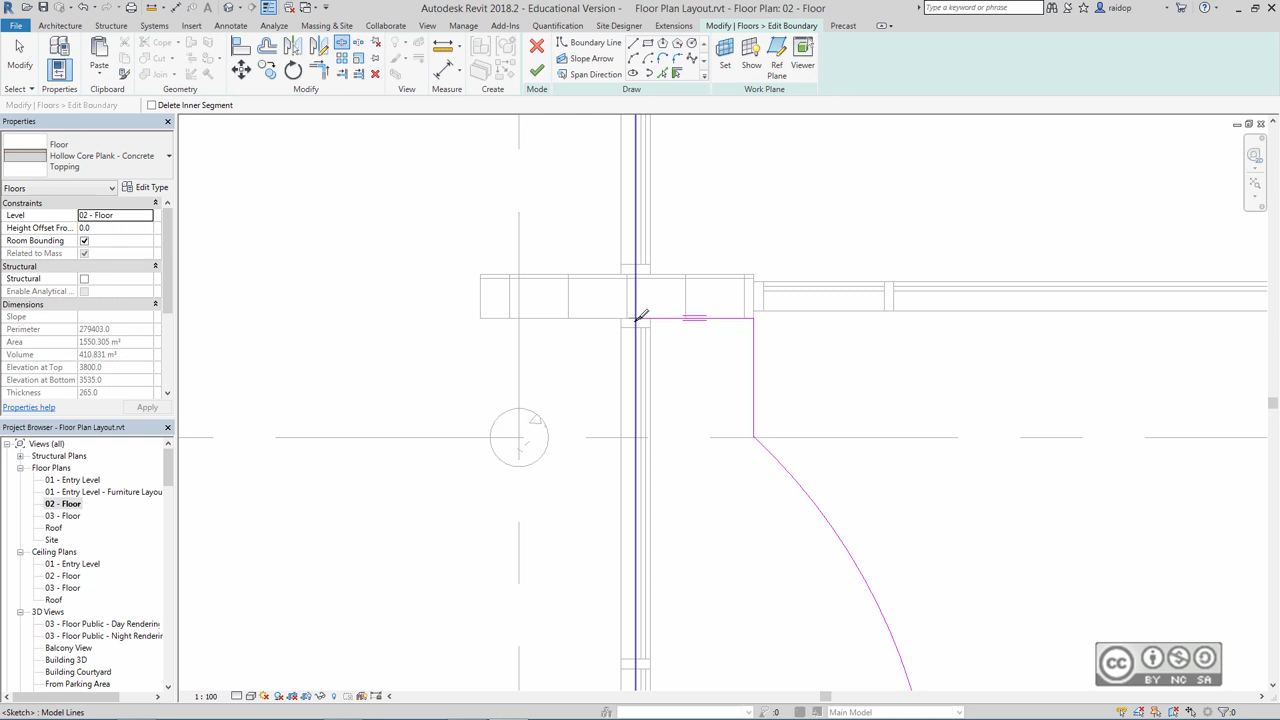 Autodesk Revit 2018.2 - Educational Version - Floor Plan Layout.rvt - Floor Plan: 02 - Floor
Type a keyword or phrase
raidop
File
Architecture
Structure
Systems
Insert
Annotate
Analyze
Massing & Site
Collaborate
View
Manage
Add-Ins
Quantification
Site Designer
Extensions
Modify | Floors > Edit Boundary
Precast
Modify
Paste
Cope
Cut
Join
Boundary Line
Slope Arrow
Span Direction
Set
Show
Ref
Plane
Viewer
Select
Properties
Clipboard
Geometry
Modify
View
Measure
Create
Mode
Draw
Work Plane
Modify | Floors > Edit Boundary
Delete Inner Segment
Properties
Floor
Hollow Core Plank - Concrete
Topping
Floors
Edit Type
Constraints
Level 02 - Floor
Height Offset Fro... 0.0
Room Bounding
Related to Mass
Structural
Structural
Enable Analytical
Dimensions
Slope
Perimeter 279403.0
Area 1550.305 m²
Volume 410.831 m³
Elevation at Top 3800.0
Elevation at Bottom 3535.0
Thickness 265.0
Properties help
Apply
Project Browser - Floor Plan Layout.rvt
Views (all)
Structural Plans
Floor Plans
01 - Entry Level
01 - Entry Level - Furniture Layou
02 - Floor
03 - Floor
Roof
Site
Ceiling Plans
01 - Entry Level
02 - Floor
03 - Floor
Roof
3D Views
03 - Floor Public - Day Rendering
03 - Floor Public - Night Renderin
Balcony View
Building 3D
Building Courtyard
From Parking Area
1 : 100
cc
BY NC SA
<Sketch> : Model Lines
:0
Main Model
:0